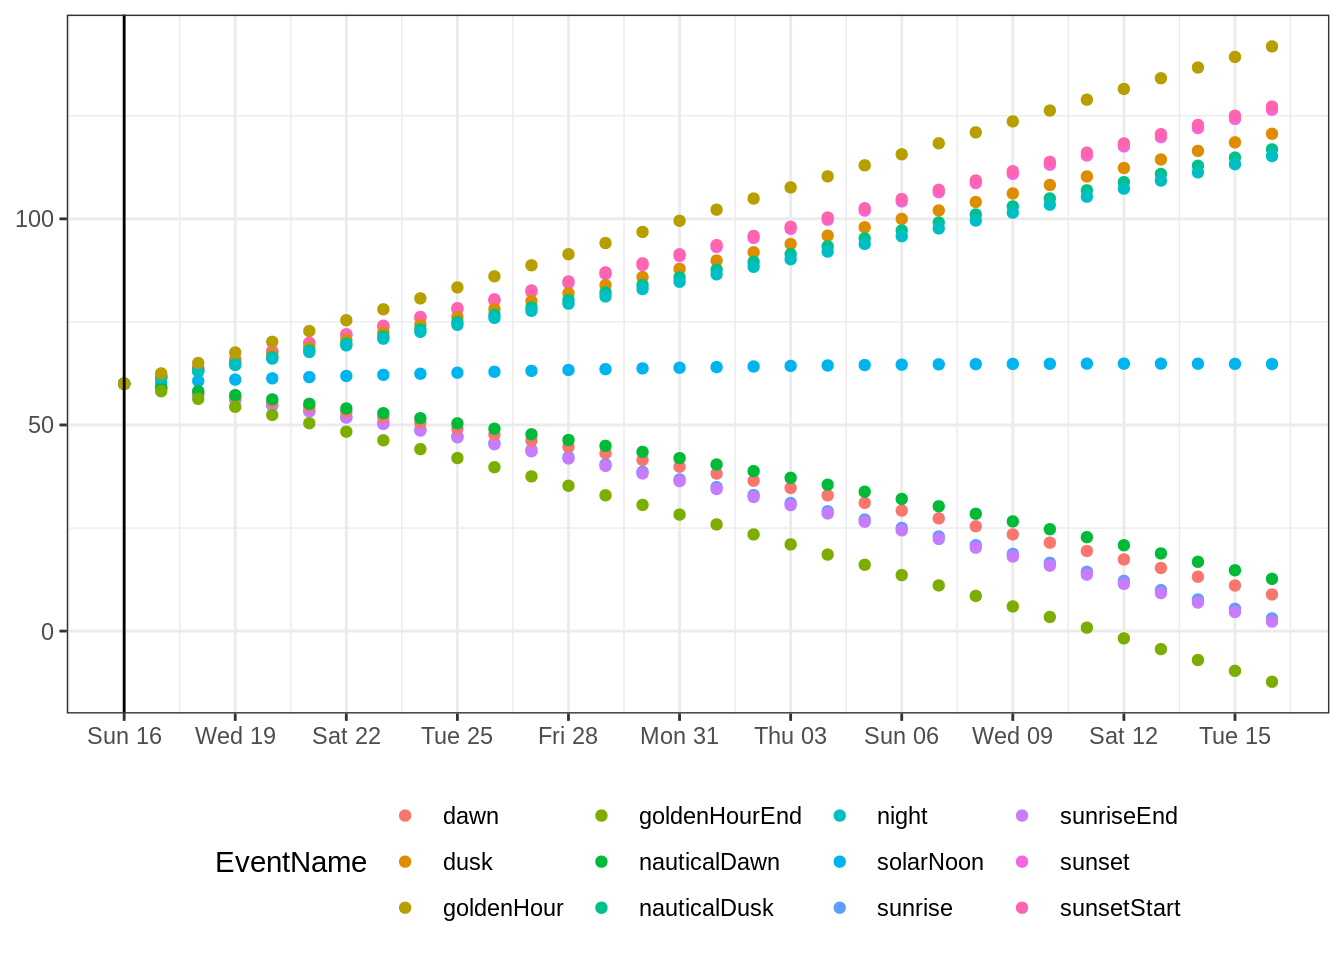 100
50
0
Sun 16 Wed 19 Sat 22 Tue 25 Fri 28 Mon 31 Thu 03 Sun 06 Wed 09 Sat 12 Tue 15
dawn goldenHourEnd night sunriseEnd
EventName dusk nauticalDawn solarNoon sunset
goldenHour nauticalDusk sunrise sunsetStart